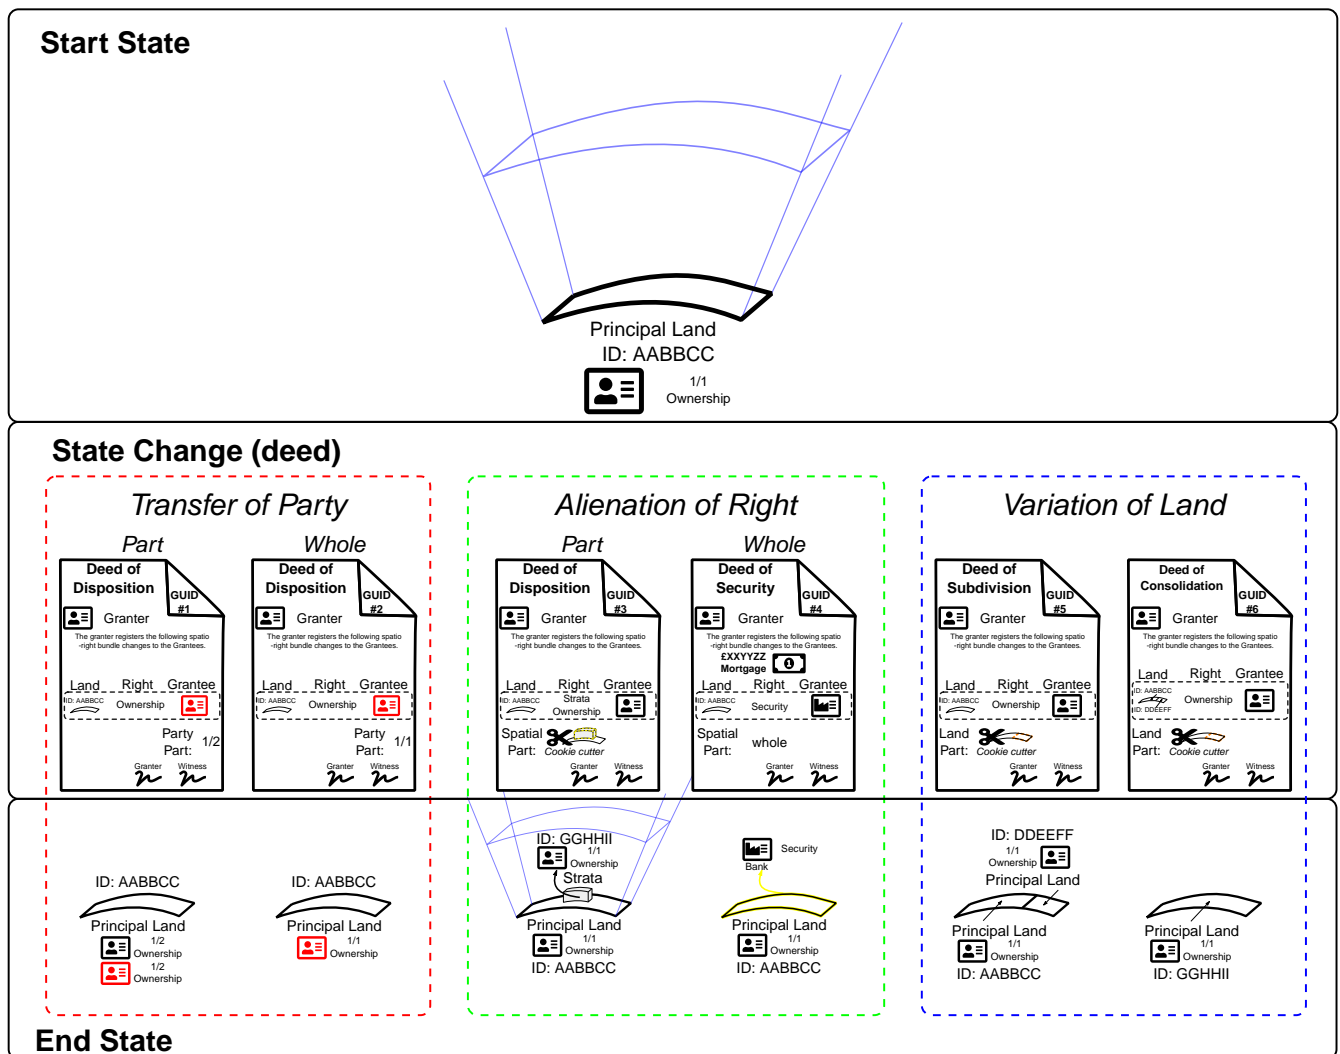 Start State
Principal Land
ID: AABBCC
1/1
Ownership
State Change (deed)
Transfer of Party
Part
Whole
Deed of
Disposition
GUID
#1
Granter
The granter registers the following spatio
-right bundle changes to the Grantees.
Land Right Grantee
ID: AABBCC Ownership
Party
Part: 1/2
Granter Witness
Deed of
Disposition
GUID
#2
Granter
The granter registers the following spatio
-right bundle changes to the Grantees.
Land Right Grantee
ID: AABBCC Ownership
Party
Part: 1/1
Granter Witness
Alienation of Right
Part
Whole
Deed of
Disposition
GUID
#3
Granter
The granter registers the following spatio
-right bundle changes to the Grantees.
Land Right Grantee
ID: AABBCC Strata
Ownership
Spatial
Part: Cookie cutter
Granter Witness
Deed of
Security
GUID
#4
Granter
The granter registers the following spatio
-right bundle changes to the Grantees.
£XXYYZZ
Mortgage
Land Right Grantee
ID: AABBCC Security
Spatial
Part: whole
Granter Witness
Variation of Land
Deed of
Subdivision
GUID
#5
Granter
The granter registers the following spatio
-right bundle changes to the Grantees.
Land Right Grantee
ID: AABBCC Ownership
Land
Part: Cookie cutter
Granter Witness
Deed of
Consolidation
GUID
#6
Granter
The granter registers the following spatio
-right bundle changes to the Grantees.
Land Right Grantee
ID: AABBCC
Ownership
ID: DDEEFF
Land
Part: Cookie cutter
Granter Witness
ID: AABBCC
Principal Land
1/2
Ownership
1/2
Ownership
ID: AABBCC
Principal Land
1/1
Ownership
ID: GGHHII
1/1
Ownership
Strata
Principal Land
1/1
Ownership
ID: AABBCC
Security
Bank
Principal Land
1/1
Ownership
ID: AABBCC
ID: DDEEFF
1/1
Ownership
Principal Land
Principal Land
1/1
Ownership
ID: AABBCC
Principal Land
1/1
Ownership
ID: GGHHII
End State